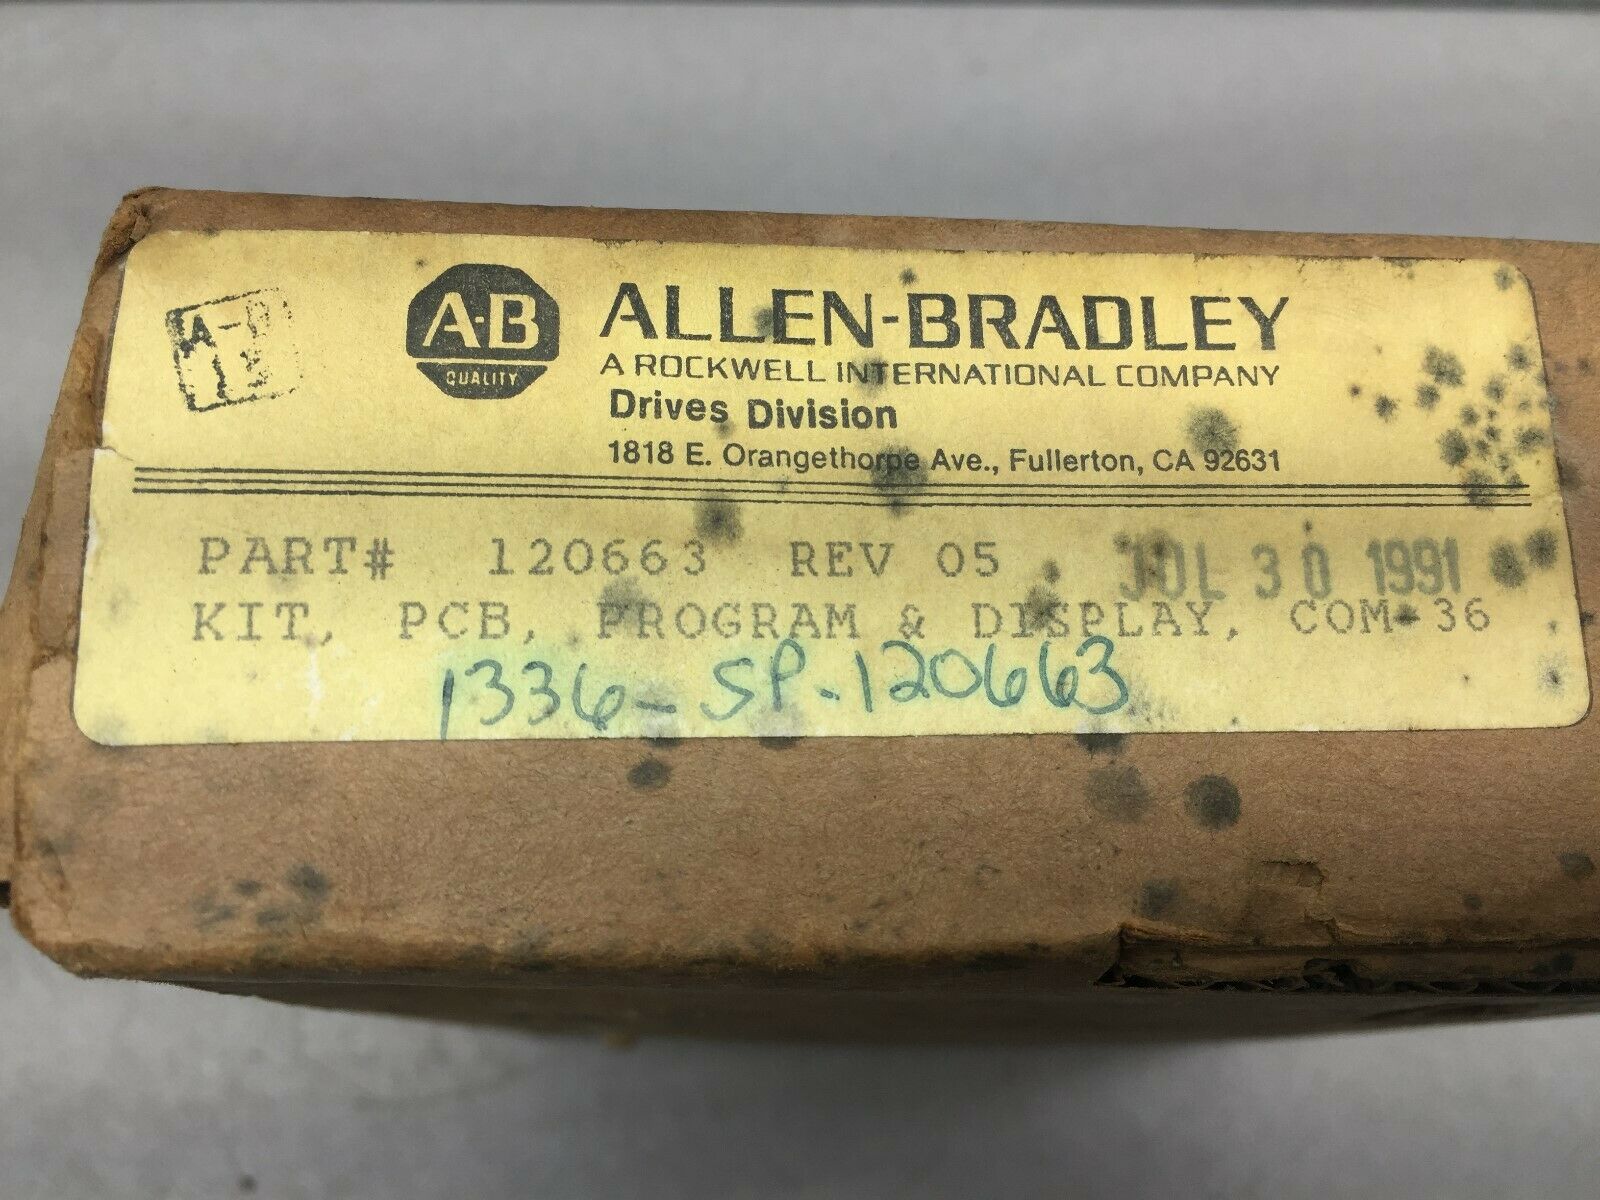 A-B
QUALITY
ALLEN-BRADLEY
A ROCKWELL INTERNATIONAL COMPANY
Drives Division
1818 E. Orangethorpe Ave., Fullerton, CA 92631
PART# 120663 REV 05 JUL 30 1991
KIT, PCB, PROGRAM & DISPLAY, COM-36
1336-SP-120663